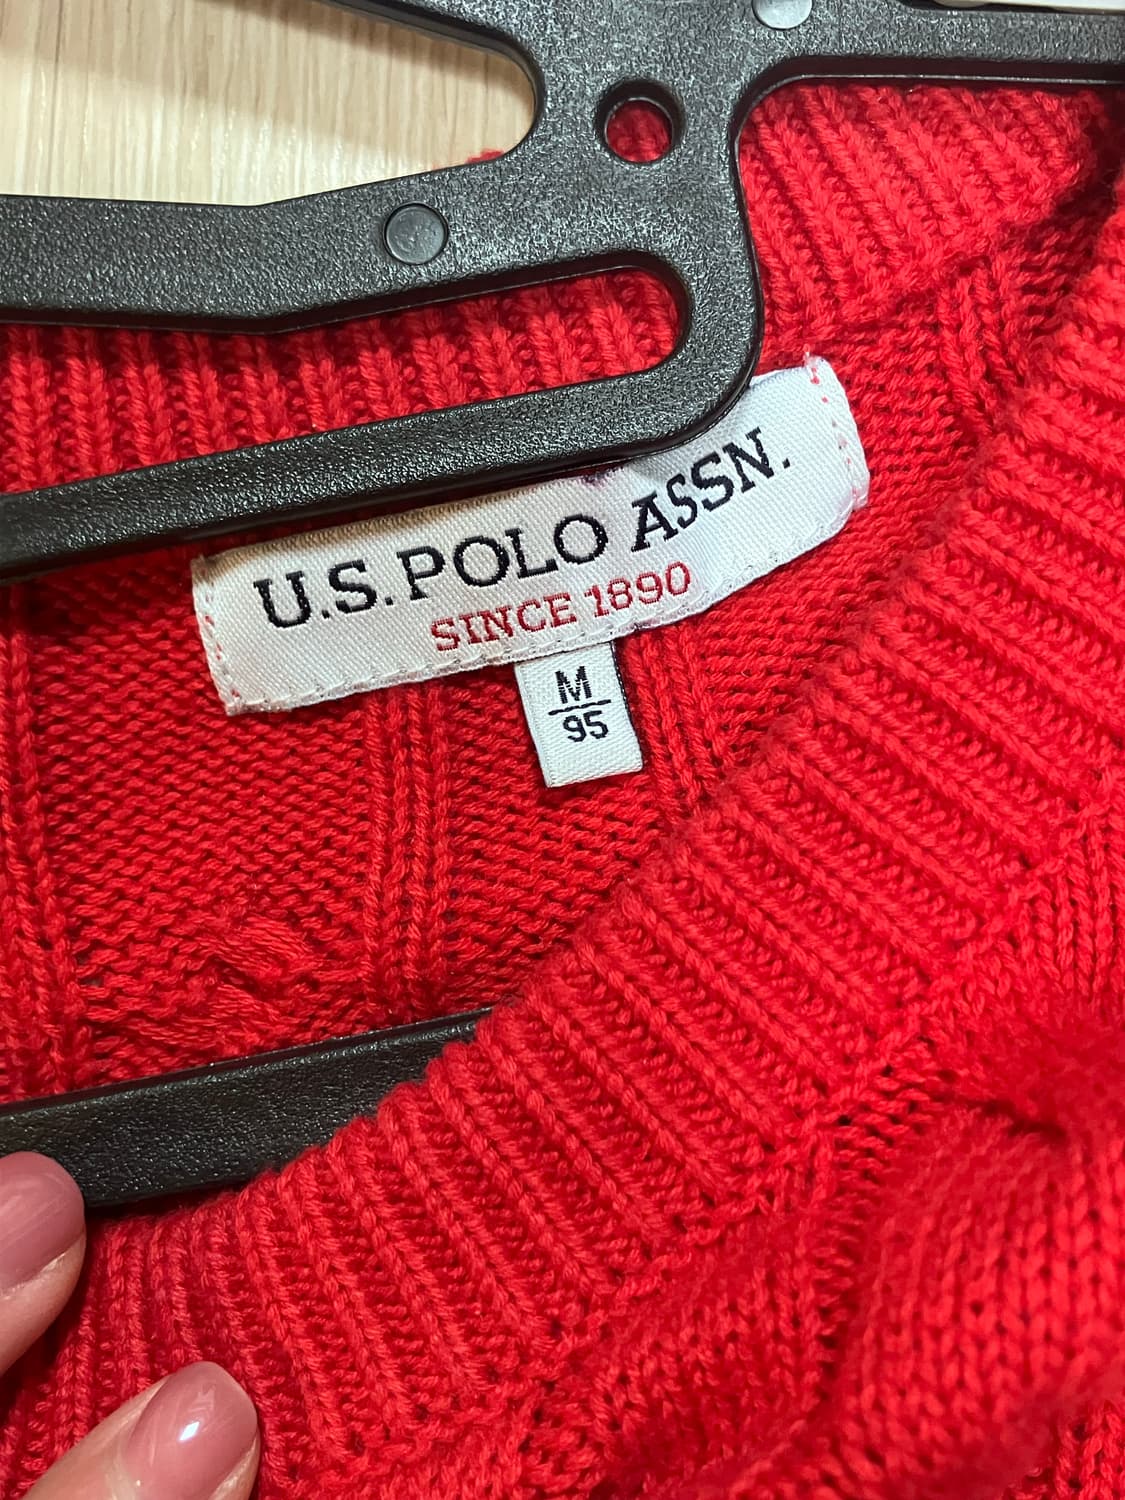 U.S. POLO ASSN.
SINCE 1890
M
95